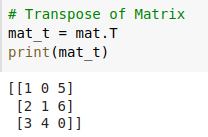 # Transpose of Matrix
mat_t = mat.T
print(mat_t)
[[1 0 5]
 [2 1 6]
 [3 4 0]]